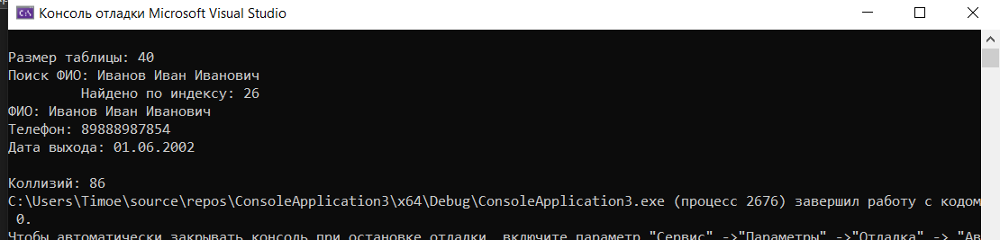 Консоль отладки Microsoft Visual Studio
Размер таблицы: 40
Поиск ФИО: Иванов Иван Иванович
Найдено по индексу: 26
ФИО: Иванов Иван Иванович
Телефон: 89888987854
Дата выхода: 01.06.2002
Коллизий: 86
C:\Users\Timoe\source\repos\ConsoleApplication3\x64\Debug\ConsoleApplication3.exe (процесс 2676) завершил работу с кодом
0.
Чтобы автоматически закрывать консоль при остановке отладки, включите параметр "Сервис" ->"Параметры" ->"Отладка" -> "Ав